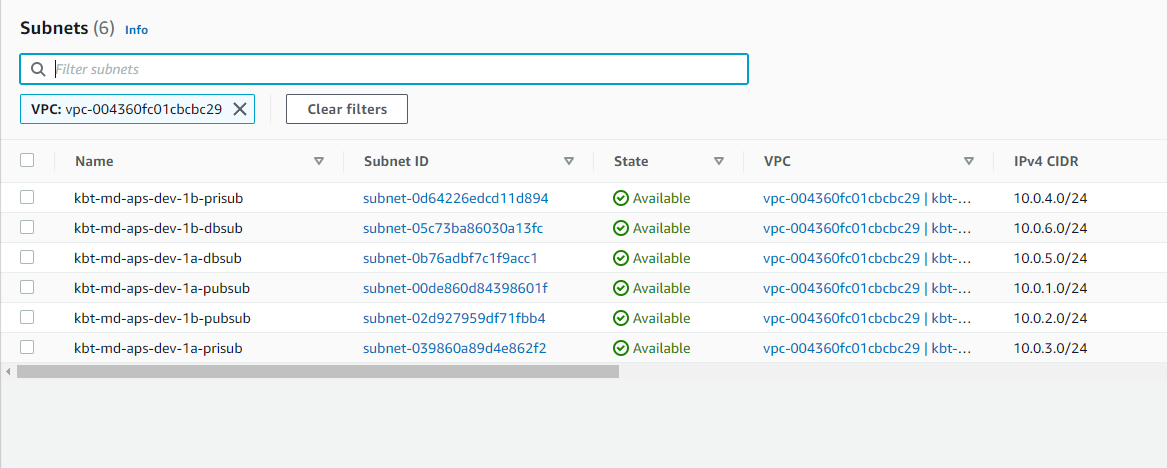 Subnets (6) Info
Filter subnets
VPC: vpc-004360fc01cbcbc29 Clear filters
Name Subnet ID State VPC IPv4 CIDR
kbt-md-aps-dev-1b-prisub subnet-0d64226edcd11d894 Available vpc-004360fc01cbcbc29 | kbt-... 10.0.4.0/24
kbt-md-aps-dev-1b-dbsub subnet-05c73ba86030a13fc Available vpc-004360fc01cbcbc29 | kbt-... 10.0.6.0/24
kbt-md-aps-dev-1a-dbsub subnet-0b76adbf7c1f9acc1 Available vpc-004360fc01cbcbc29 | kbt-... 10.0.5.0/24
kbt-md-aps-dev-1a-pubsub subnet-00de860d84398601f Available vpc-004360fc01cbcbc29 | kbt-... 10.0.1.0/24
kbt-md-aps-dev-1b-pubsub subnet-02d927959df71fbb4 Available vpc-004360fc01cbcbc29 | kbt-... 10.0.2.0/24
kbt-md-aps-dev-1a-prisub subnet-039860a89d4e862f2 Available vpc-004360fc01cbcbc29 | kbt-... 10.0.3.0/24